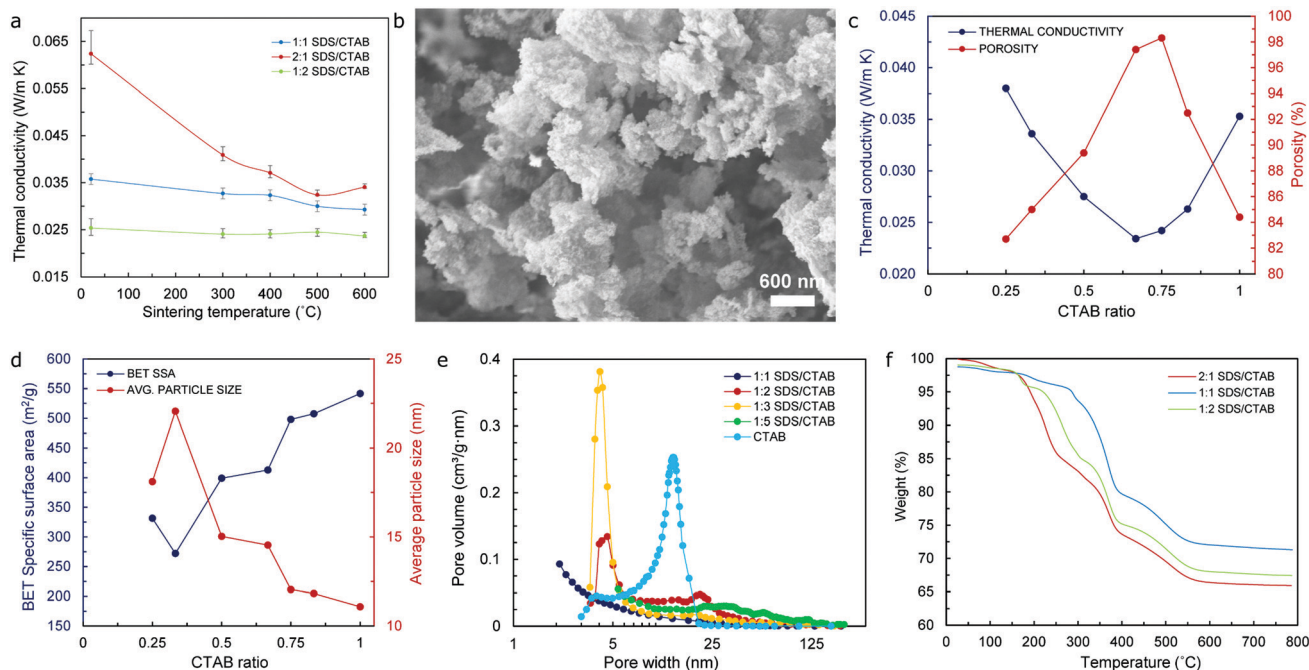 a
0.065
0.055
0.045
0.035
0.025
0.015
Thermal conductivity (W/m K)
1:1 SDS/CTAB
2:1 SDS/CTAB
1:2 SDS/CTAB
0 100 200 300 400 500 600
Sintering temperature (˚C)
b
600 nm
c
0.045
0.040
0.035
0.030
0.025
0.020
Thermal conductivity (W/m K)
THERMAL CONDUCTIVITY
POROSITY
100
98
96
94
92
90
88
86
84
82
80
Porosity (%)
0 0.25 0.50 0.75 1
CTAB ratio
d
600
550
500
450
400
350
300
250
200
150
BET Specific surface area (m²/g)
BET SSA
AVG. PARTICLE SIZE
25
20
15
10
Average particle size (nm)
0 0.25 0.5 0.75 1
CTAB ratio
e
0.4
0.3
0.2
0.1
0
Pore volume (cm³/g·nm)
1:1 SDS/CTAB
1:2 SDS/CTAB
1:3 SDS/CTAB
1:5 SDS/CTAB
CTAB
1 5 25 125
Pore width (nm)
f
100
95
90
85
80
75
70
65
60
Weight (%)
2:1 SDS/CTAB
1:1 SDS/CTAB
1:2 SDS/CTAB
0 100 200 300 400 500 600 700 800
Temperature (˚C)